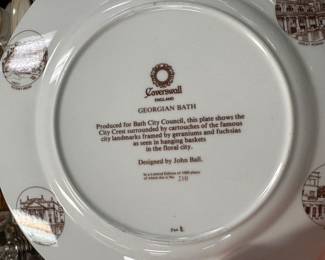 Coverswall
ENGLAND
GEORGIAN BATH
Produced for Bath City Council, this plate shows the
City Crest surrounded by cartouches of the famous
city landmarks framed by geraniums and fuchsias
as seen in hanging baskets
in the floral city.
Designed by John Ball.
In a Limited Edition of 1000 pieces
of which this is No.